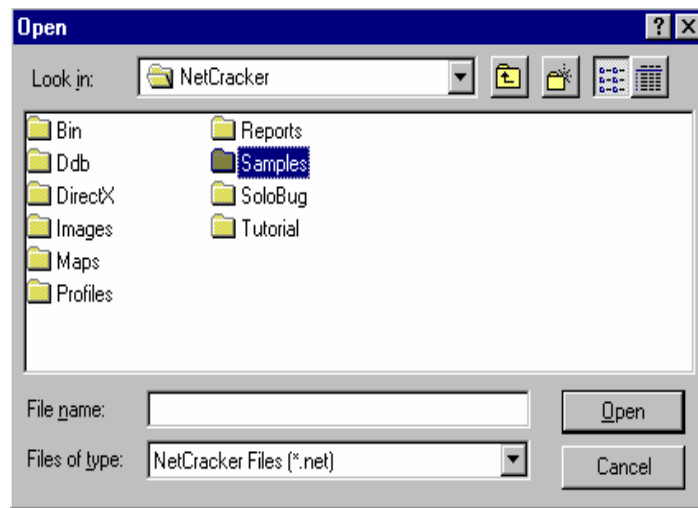 Open
Look in: NetCracker
Bin
Ddb
DirectX
Images
Maps
Profiles
Reports
Samples
SoloBug
Tutorial
File name: Open
Files of type: NetCracker Files (*.net) Cancel